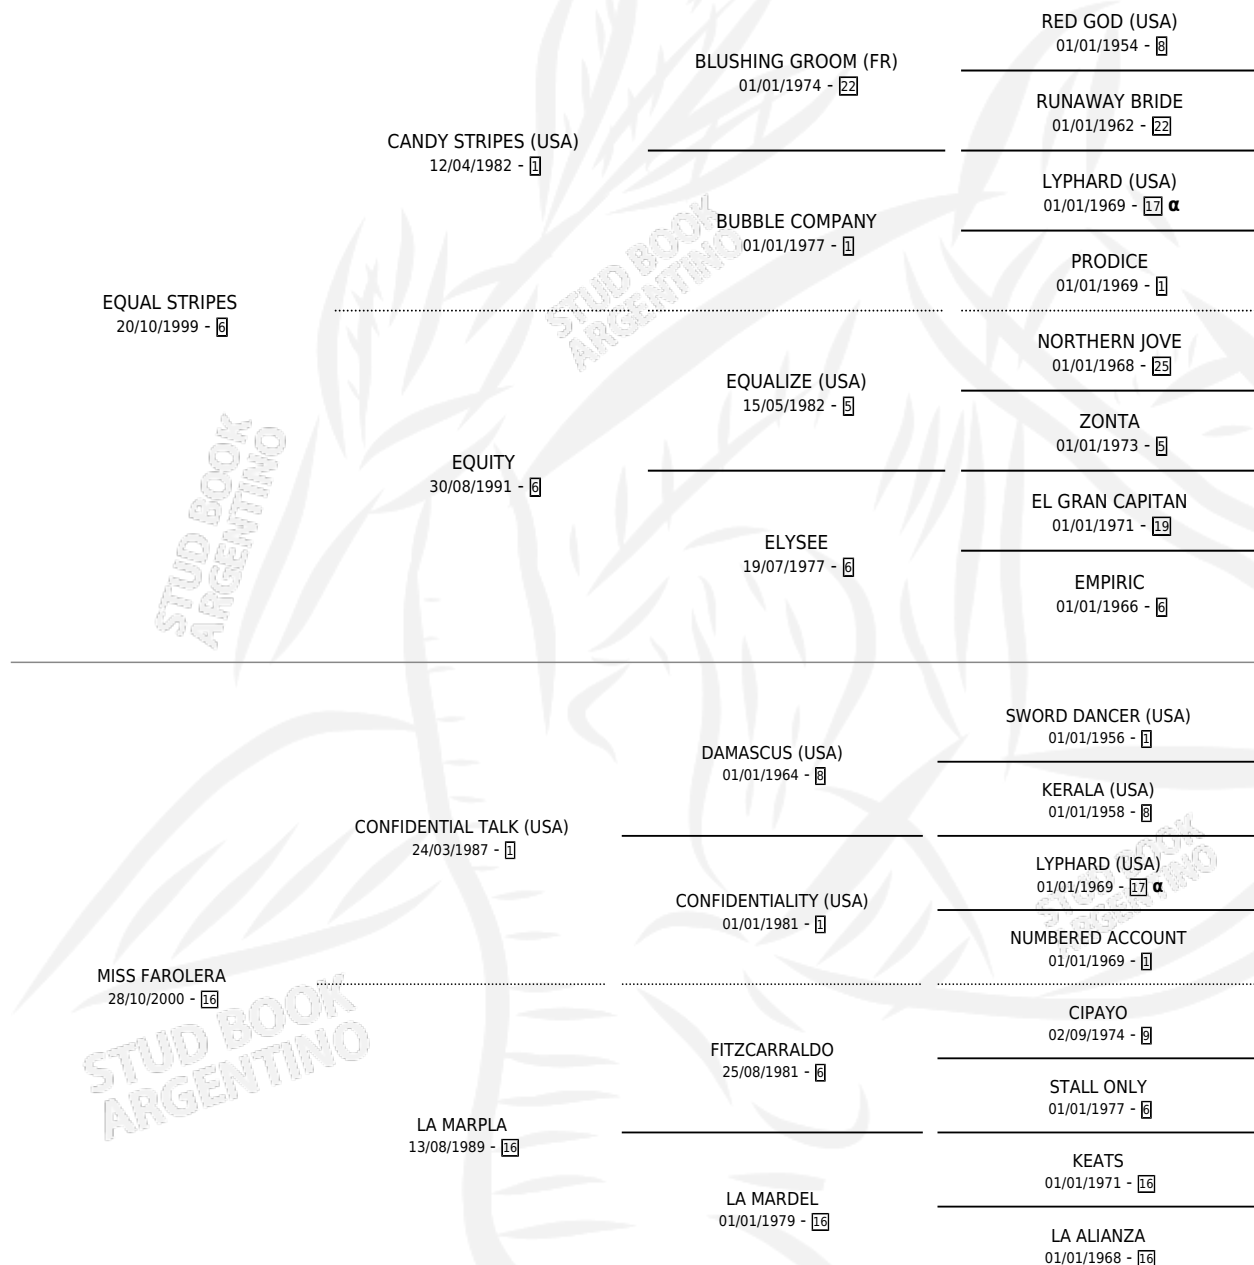 RED GOD (USA)
01/01/1954 - 8
BLUSHING GROOM (FR)
01/01/1974 - 22
RUNAWAY BRIDE
01/01/1962 - 22
CANDY STRIPES (USA)
12/04/1982 - 1
LYPHARD (USA)
01/01/1969 - 17 α
BUBBLE COMPANY
01/01/1977 - 1
PRODICE
01/01/1969 - 1
EQUAL STRIPES
20/10/1999 - 6
NORTHERN JOVE
01/01/1968 - 25
EQUALIZE (USA)
15/05/1982 - 5
ZONTA
01/01/1973 - 5
EQUITY
30/08/1991 - 6
EL GRAN CAPITAN
01/01/1971 - 19
ELYSEE
19/07/1977 - 6
EMPIRIC
01/01/1966 - 6
SWORD DANCER (USA)
01/01/1956 - 1
DAMASCUS (USA)
01/01/1964 - 8
KERALA (USA)
01/01/1958 - 8
CONFIDENTIAL TALK (USA)
24/03/1987 - 1
LYPHARD (USA)
01/01/1969 - 17 α
CONFIDENTIALITY (USA)
01/01/1981 - 1
NUMBERED ACCOUNT
01/01/1969 - 1
MISS FAROLERA
28/10/2000 - 16
CIPAYO
02/09/1974 - 9
FITZCARRALDO
25/08/1981 - 6
STALL ONLY
01/01/1977 - 6
LA MARPLA
13/08/1989 - 16
KEATS
01/01/1971 - 16
LA MARDEL
01/01/1979 - 16
LA ALIANZA
01/01/1968 - 16
STUD BOOK
ARGENTINO
STUD BOOK
ARGENTINO
STUD BOOK
ARGENTINO
STUD BOOK
ARGENTINO